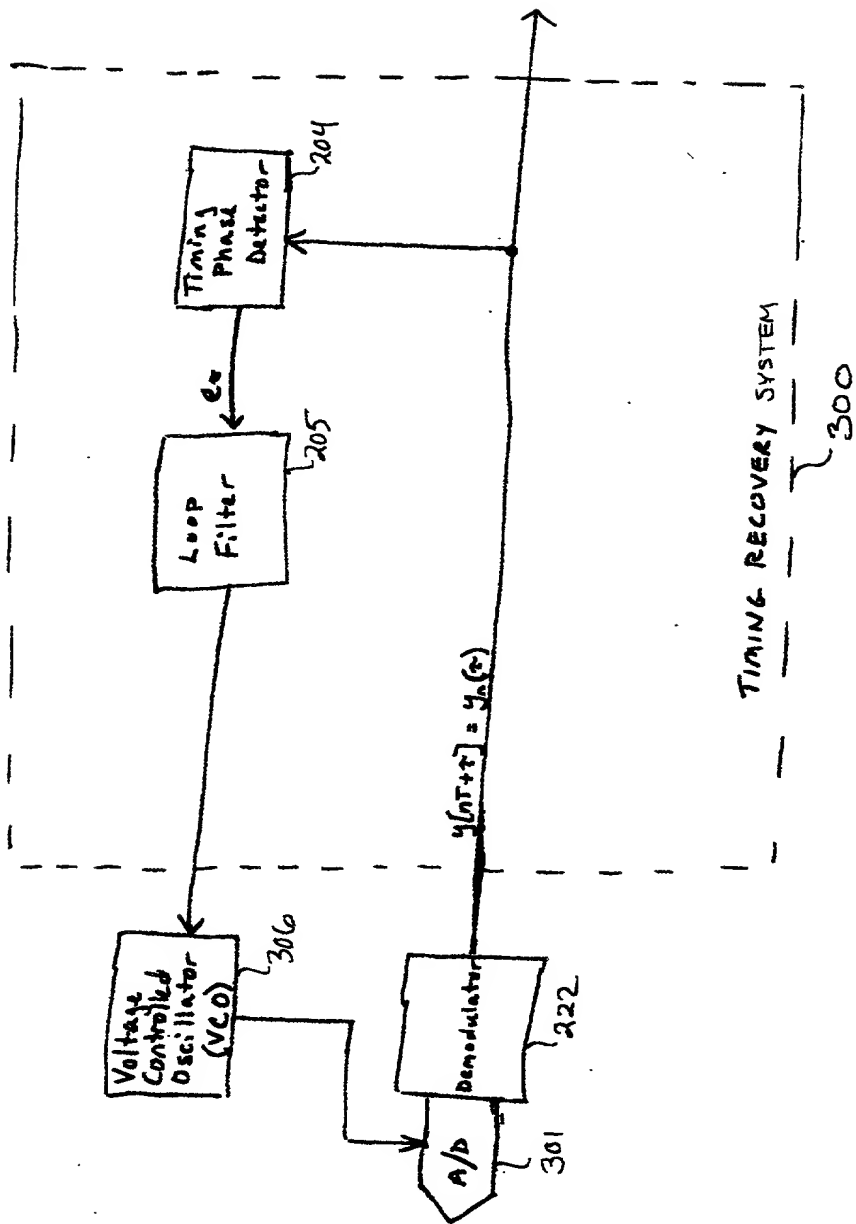 Voltage
Controlled
Oscillator
(VCO)
306
Loop
Filter
205
eτ
Timing
Phase
Detector
204
A/D
301
Demodulator
222
y[nT+τ] = yn(τ)
TIMING RECOVERY SYSTEM
300